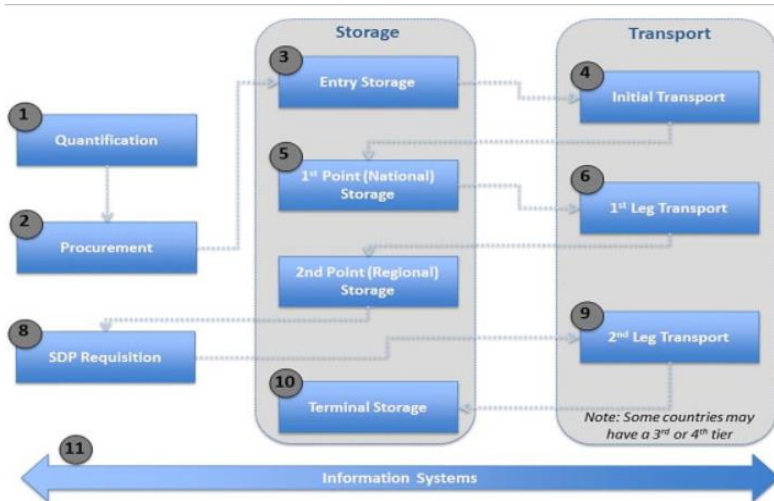 Storage
Transport
3
Entry Storage
4
Initial Transport
1
Quantification
5
1st Point (National)
Storage
6
1st Leg Transport
2
Procurement
2nd Point (Regional)
Storage
8
SDP Requisition
9
2nd Leg Transport
10
Terminal Storage
Note: Some countries may
have a 3rd or 4th tier
11
Information Systems